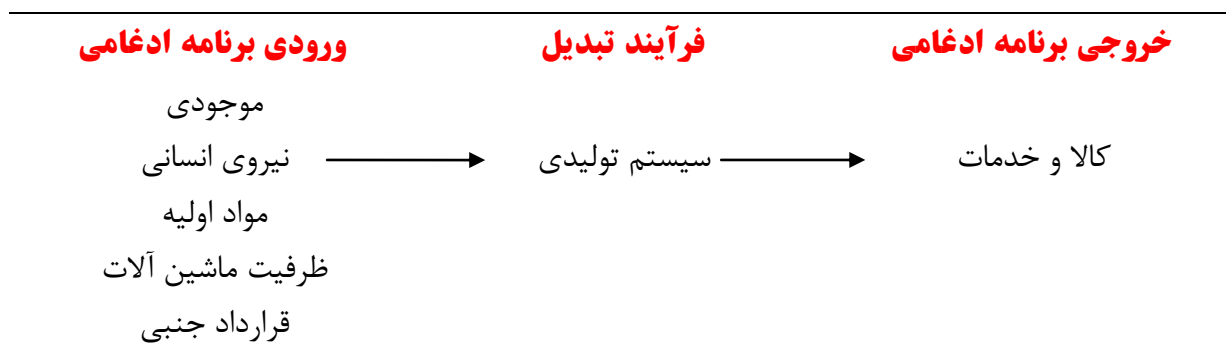 ورودی برنامه ادغامی فرآیند تبدیل خروجی برنامه ادغامی
موجودی
نیروی انسانی سیستم تولیدی کالا و خدمات
مواد اولیه
ظرفیت ماشین آلات
قرارداد جنبی